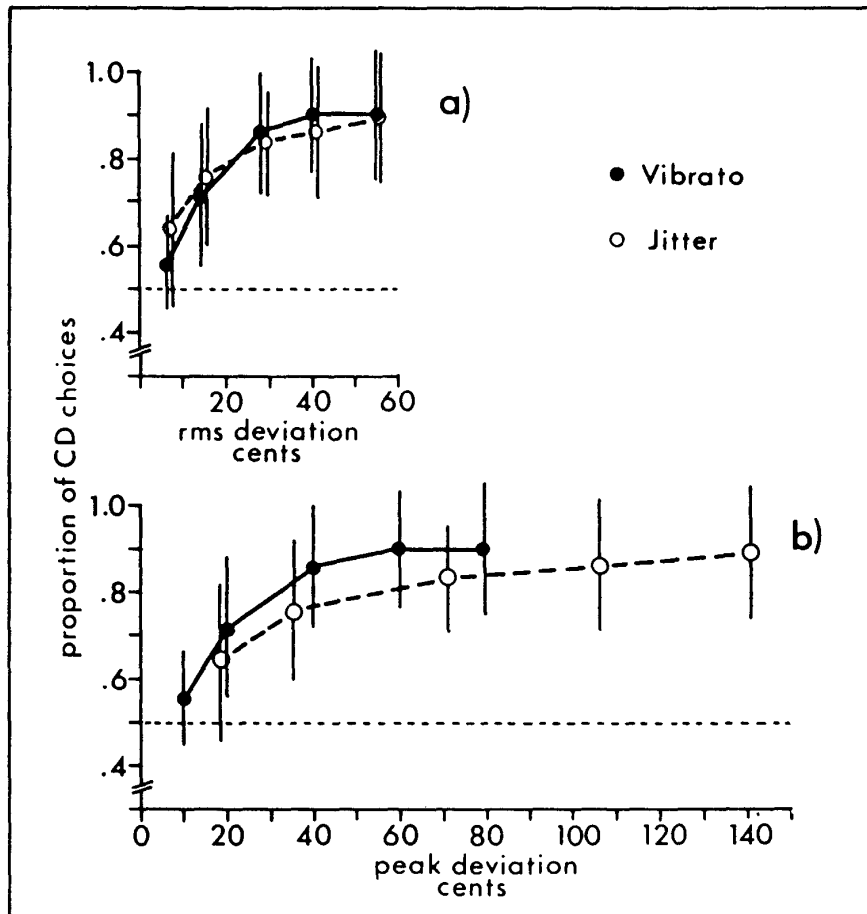 a)
1.0
.8
.6
.4
20
40
60
rms deviation
cents
Vibrato
Jitter
proportion of CD choices
b)
1.0
.8
.6
.4
0
20
40
60
80
100
120
140
peak deviation
cents